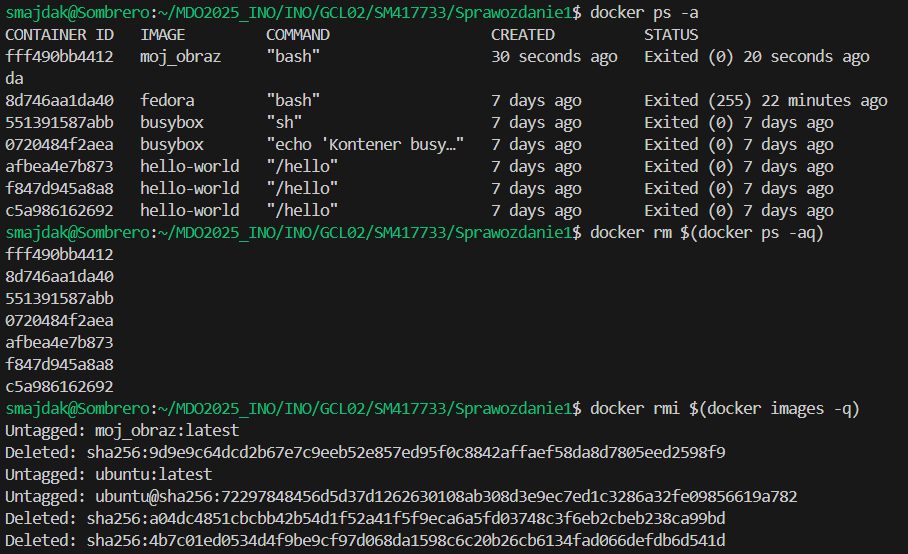 smajdak@Sombrero:~/MDO2025_INO/INO/GCL02/SM417733/Sprawozdanie1$ docker ps -a
CONTAINER ID   IMAGE         COMMAND                  CREATED          STATUS
fff490bb4412   moj_obraz     "bash"                   30 seconds ago   Exited (0) 20 seconds ago
da
8d746aa1da40   fedora        "bash"                   7 days ago       Exited (255) 22 minutes ago
551391587abb   busybox       "sh"                     7 days ago       Exited (0) 7 days ago
0720484f2aea   busybox       "echo 'Kontener busy…"   7 days ago       Exited (0) 7 days ago
afbea4e7b873   hello-world   "/hello"                 7 days ago       Exited (0) 7 days ago
f847d945a8a8   hello-world   "/hello"                 7 days ago       Exited (0) 7 days ago
c5a986162692   hello-world   "/hello"                 7 days ago       Exited (0) 7 days ago
smajdak@Sombrero:~/MDO2025_INO/INO/GCL02/SM417733/Sprawozdanie1$ docker rm $(docker ps -aq)
fff490bb4412
8d746aa1da40
551391587abb
0720484f2aea
afbea4e7b873
f847d945a8a8
c5a986162692
smajdak@Sombrero:~/MDO2025_INO/INO/GCL02/SM417733/Sprawozdanie1$ docker rmi $(docker images -q)
Untagged: moj_obraz:latest
Deleted: sha256:9d9e9c64dcd2b67e7c9eeb52e857ed95f0c8842affaef58da8d7805eed2598f9
Untagged: ubuntu:latest
Untagged: ubuntu@sha256:72297848456d5d37d1262630108ab308d3e9ec7ed1c3286a32fe09856619a782
Deleted: sha256:a04dc4851cbcbb42b54d1f52a41f5f9eca6a5fd03748c3f6eb2cbeb238ca99bd
Deleted: sha256:4b7c01ed0534d4f9be9cf97d068da1598c6c20b26cb6134fad066defdb6d541d